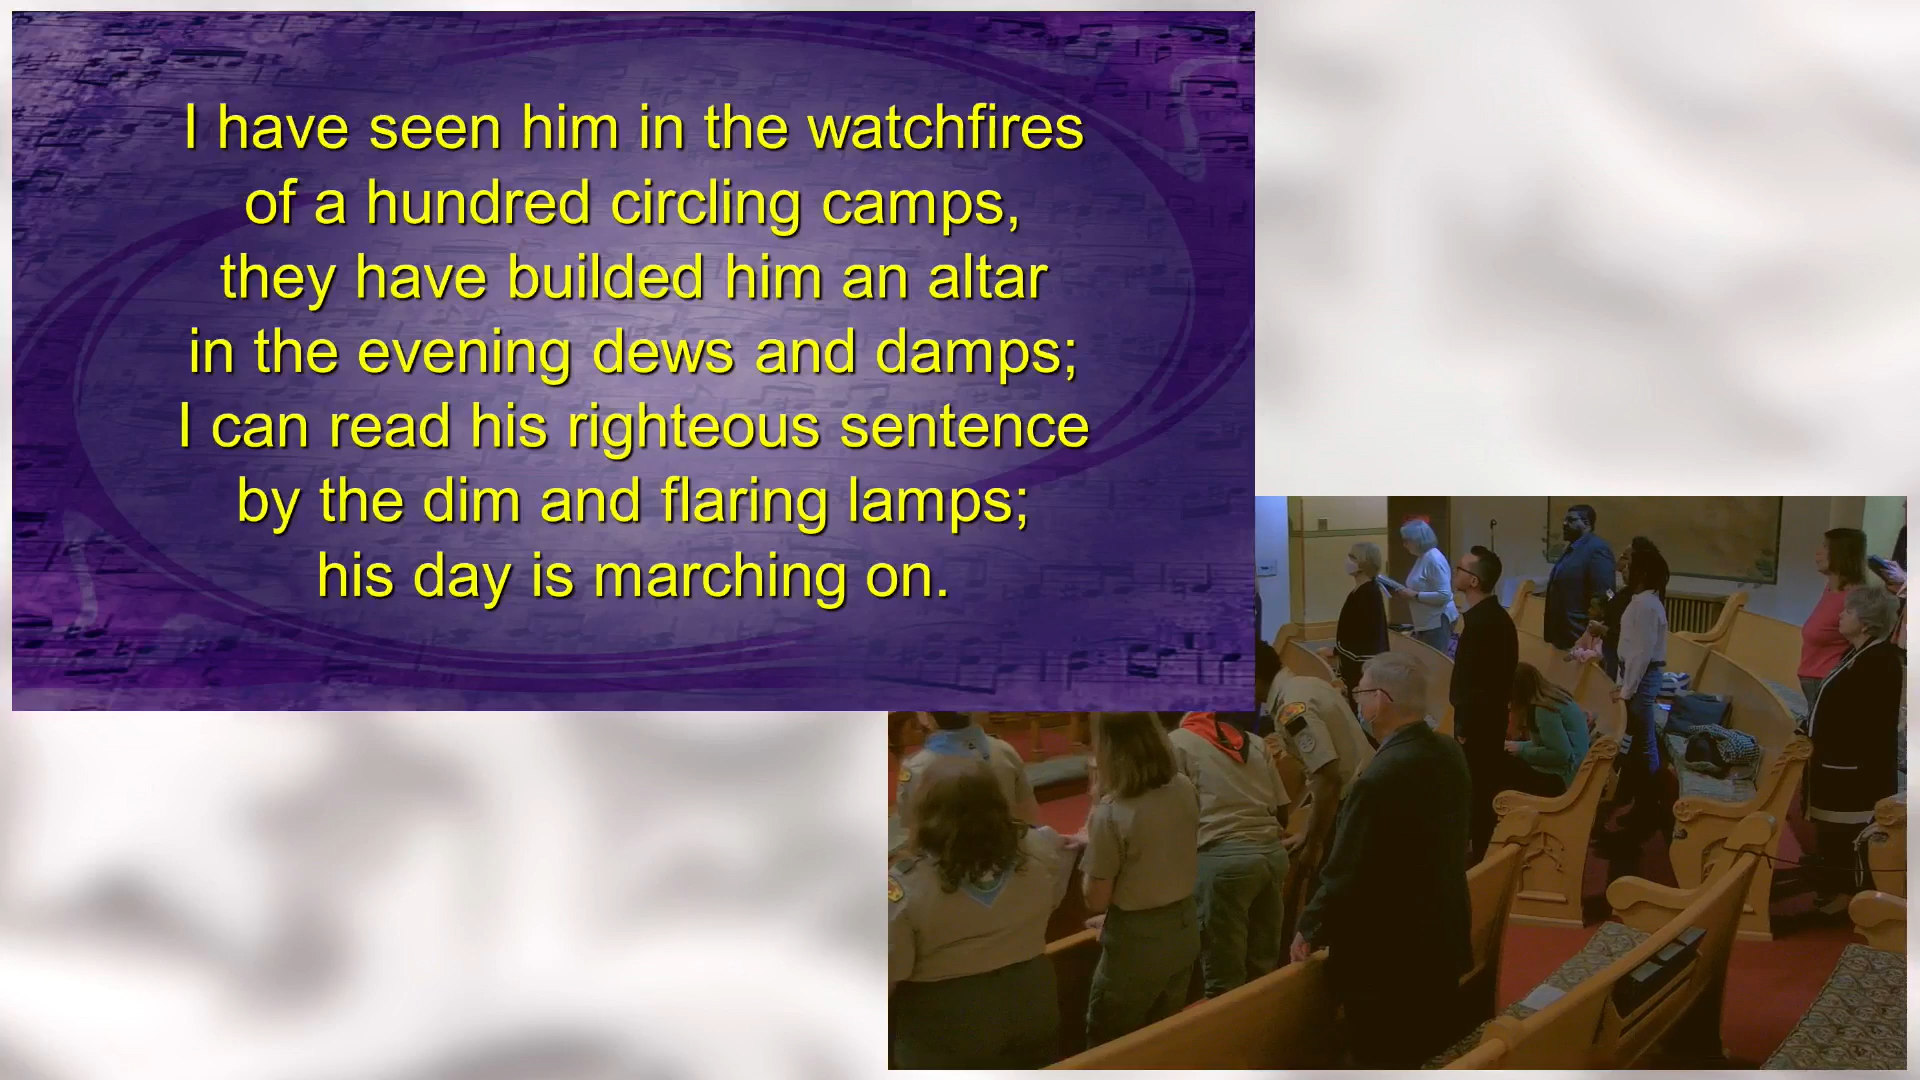 I have seen him in the watchfires
of a hundred circling camps,
they have builded him an altar
in the evening dews and damps;
I can read his righteous sentence
by the dim and flaring lamps;
his day is marching on.